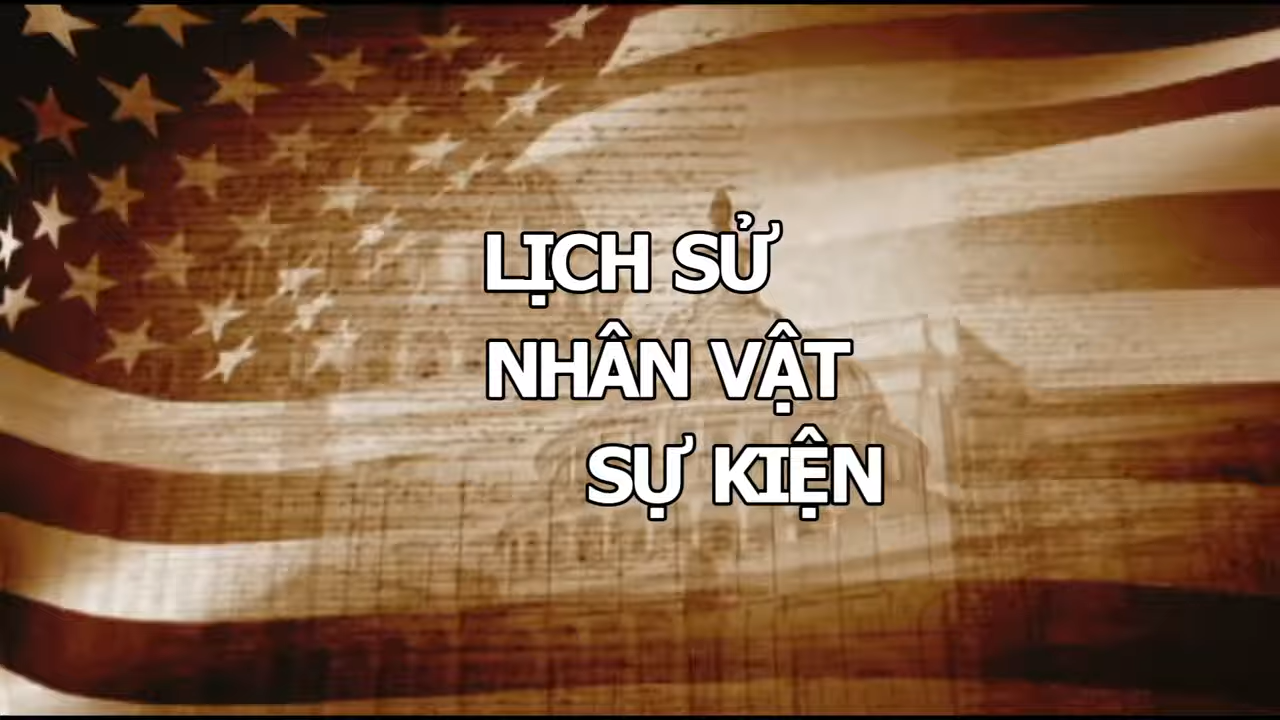 LỊCH SỬ
NHÂN VẬT
SỰ KIỆN